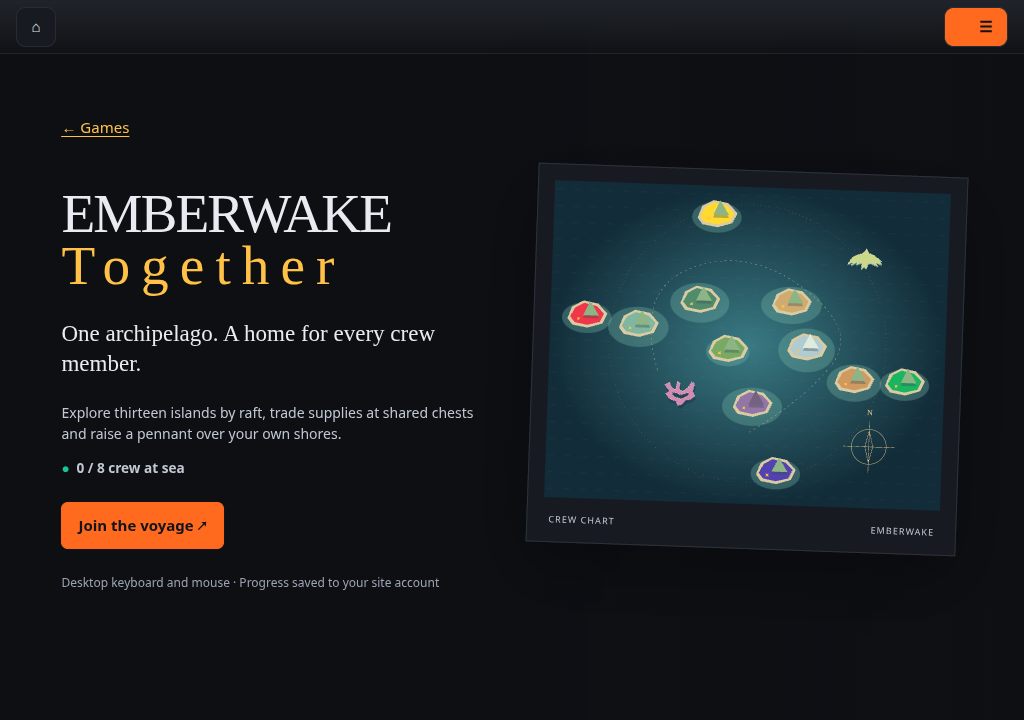 ← Games
EMBERWAKE
Together
One archipelago. A home for every crew
member.
Explore thirteen islands by raft, trade supplies at shared chests
and raise a pennant over your own shores.
● 0 / 8 crew at sea
Join the voyage ↗
Desktop keyboard and mouse · Progress saved to your site account
N
CREW CHART
EMBERWAKE